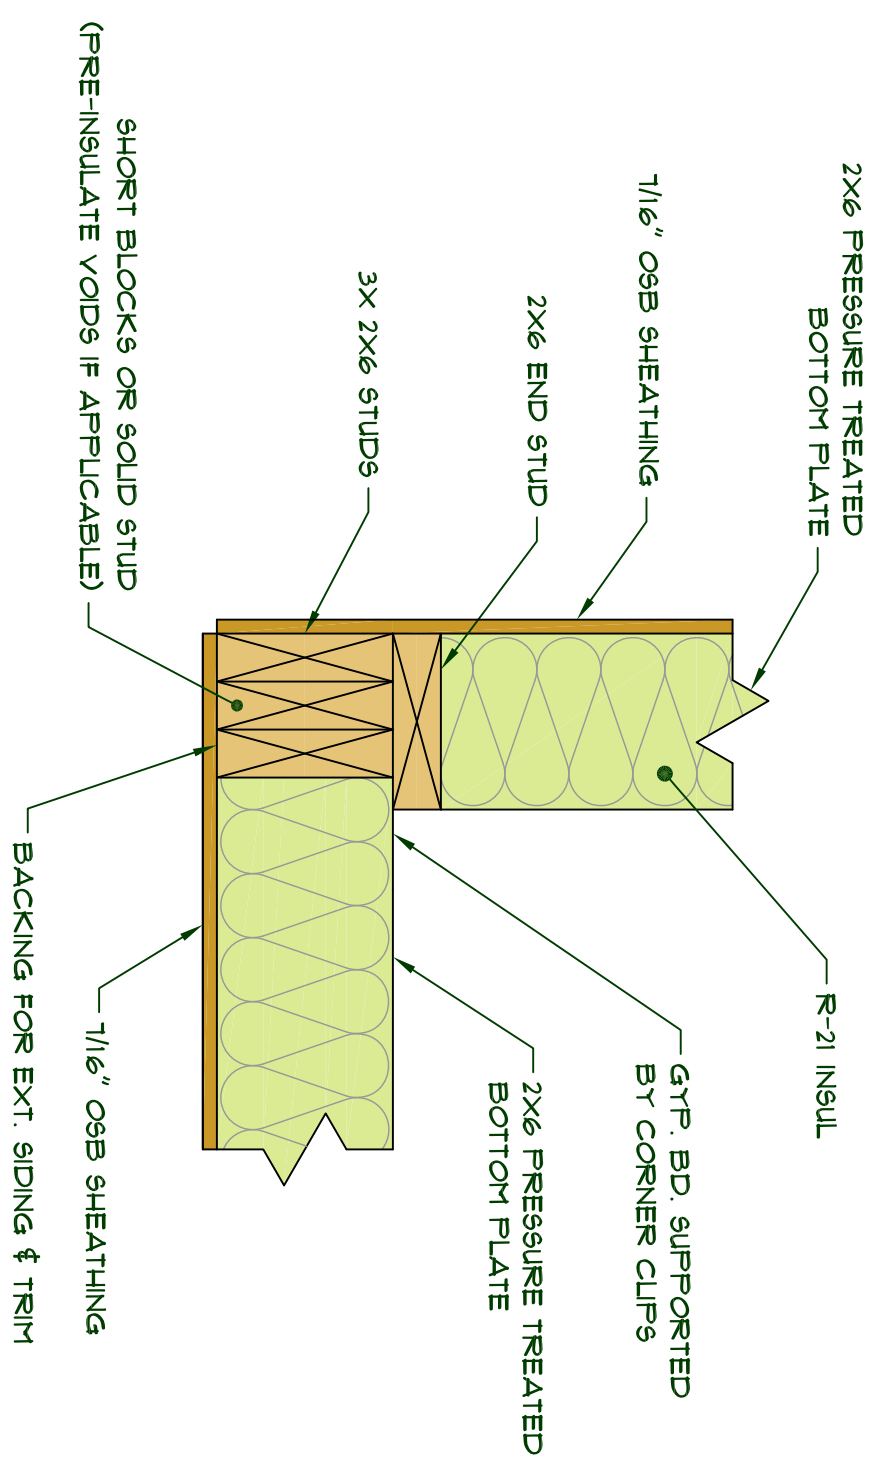 2X6 PRESSURE TREATED
BOTTOM PLATE
7/16" OSB SHEATHING
2X6 END STUD
3X 2X6 STUDS
SHORT BLOCKS OR SOLID STUD
(PRE-INSULATE VOIDS IF APPLICABLE)
R-21 INSUL
GYP. BD. SUPPORTED
BY CORNER CLIPS
2X6 PRESSURE TREATED
BOTTOM PLATE
7/16" OSB SHEATHING
BACKING FOR EXT. SIDING & TRIM